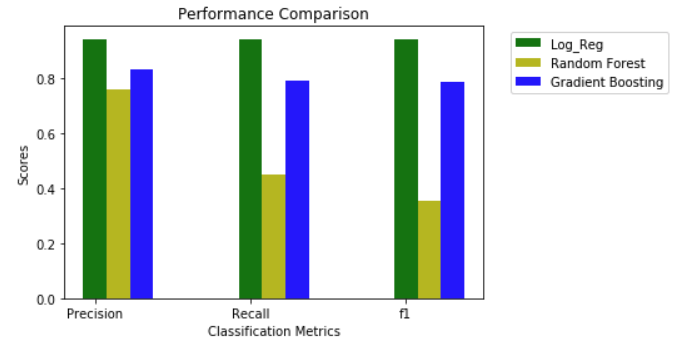 Performance Comparison
Log_Reg
Random Forest
Gradient Boosting
Scores
0.8
0.6
0.4
0.2
0.0
Precision
Recall
f1
Classification Metrics